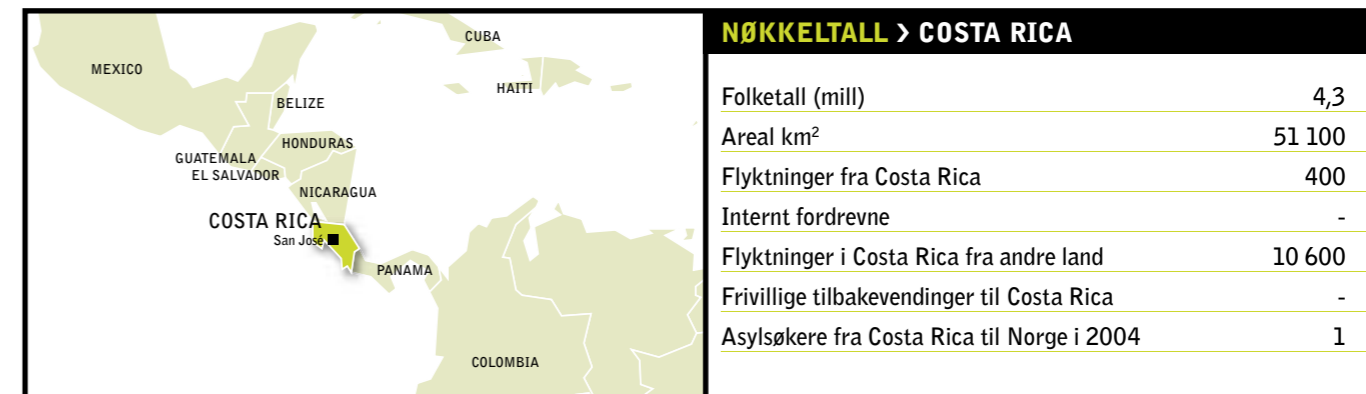 MEXICO
CUBA
HAITI
BELIZE
HONDURAS
GUATEMALA
EL SALVADOR
NICARAGUA
COSTA RICA
San José
PANAMA
COLOMBIA
NØKKELTALL > COSTA RICA
Folketall (mill) 4,3
Areal km² 51 100
Flyktninger fra Costa Rica 400
Internt fordrevne -
Flyktninger i Costa Rica fra andre land 10 600
Frivillige tilbakevendinger til Costa Rica -
Asylsøkere fra Costa Rica til Norge i 2004 1